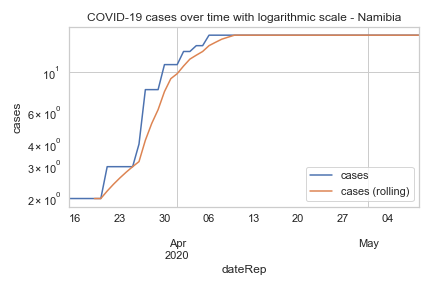 COVID-19 cases over time with logarithmic scale - Namibia
cases
10¹
6 × 10⁰
4 × 10⁰
3 × 10⁰
2 × 10⁰
cases
cases (rolling)
16 23 30 06 13 20 27 04
Apr May
2020
dateRep